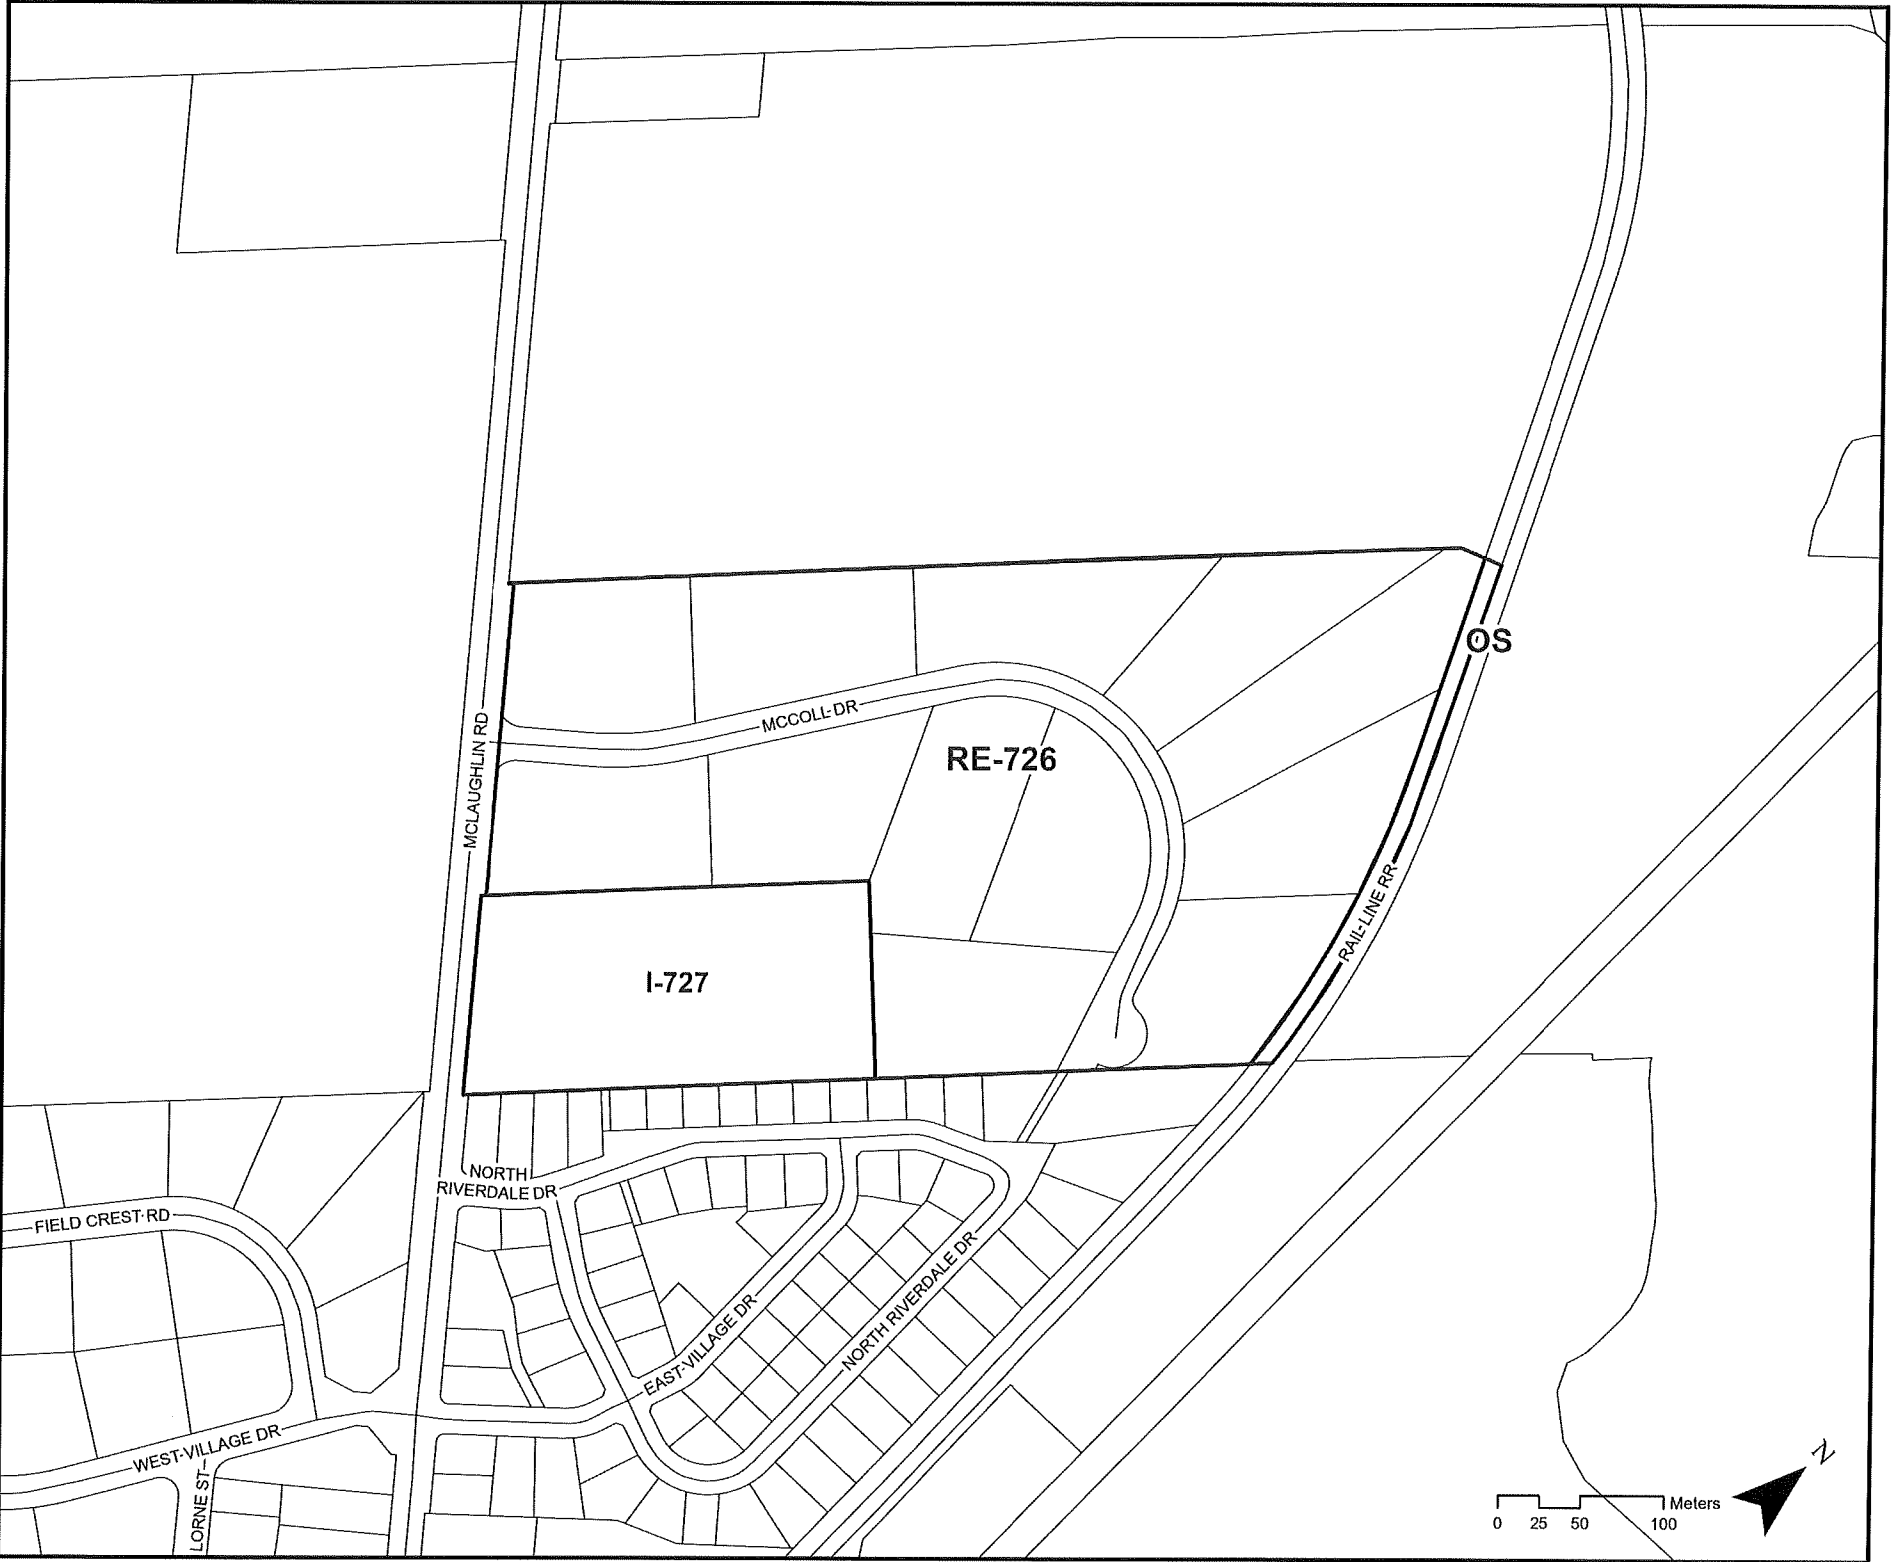 OS
MCCOLL DR
RE-726
MCLAUGHLIN RD
RAIL LINE RR
I-727
NORTH
RIVERDALE DR
FIELD CREST RD
NORTH RIVERDALE DR
EAST VILLAGE DR
WEST VILLAGE DR
LORNE ST
N
Meters
0 25 50 100